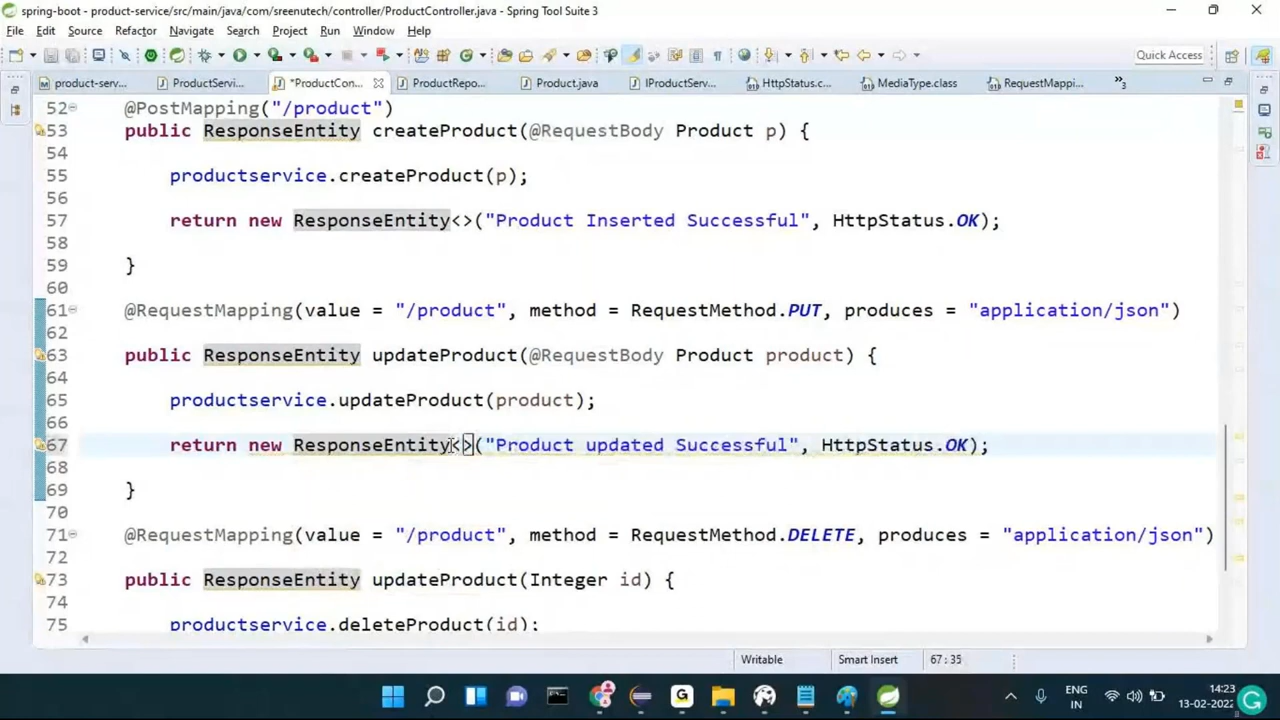 spring-boot - product-service/src/main/java/com/sreenutech/controller/ProductController.java - Spring Tool Suite 3
File Edit Source Refactor Navigate Search Project Run Window Help
Quick Access
product-serv... ProductServi... *ProductCon... ProductRepo... Product.java IProductServ... HttpStatus.c... MediaType.class RequestMappi... »3
52 @PostMapping("/product")
53 public ResponseEntity createProduct(@RequestBody Product p) {
54
55 productservice.createProduct(p);
56
57 return new ResponseEntity<>("Product Inserted Successful", HttpStatus.OK);
58
59 }
60
61 @RequestMapping(value = "/product", method = RequestMethod.PUT, produces = "application/json")
62
63 public ResponseEntity updateProduct(@RequestBody Product product) {
64
65 productservice.updateProduct(product);
66
67 return new ResponseEntity<>("Product updated Successful", HttpStatus.OK);
68
69 }
70
71 @RequestMapping(value = "/product", method = RequestMethod.DELETE, produces = "application/json")
72
73 public ResponseEntity updateProduct(Integer id) {
74
75 productservice.deleteProduct(id);
Writable Smart Insert 67 : 35
ENG 14:23
IN 13-02-2022